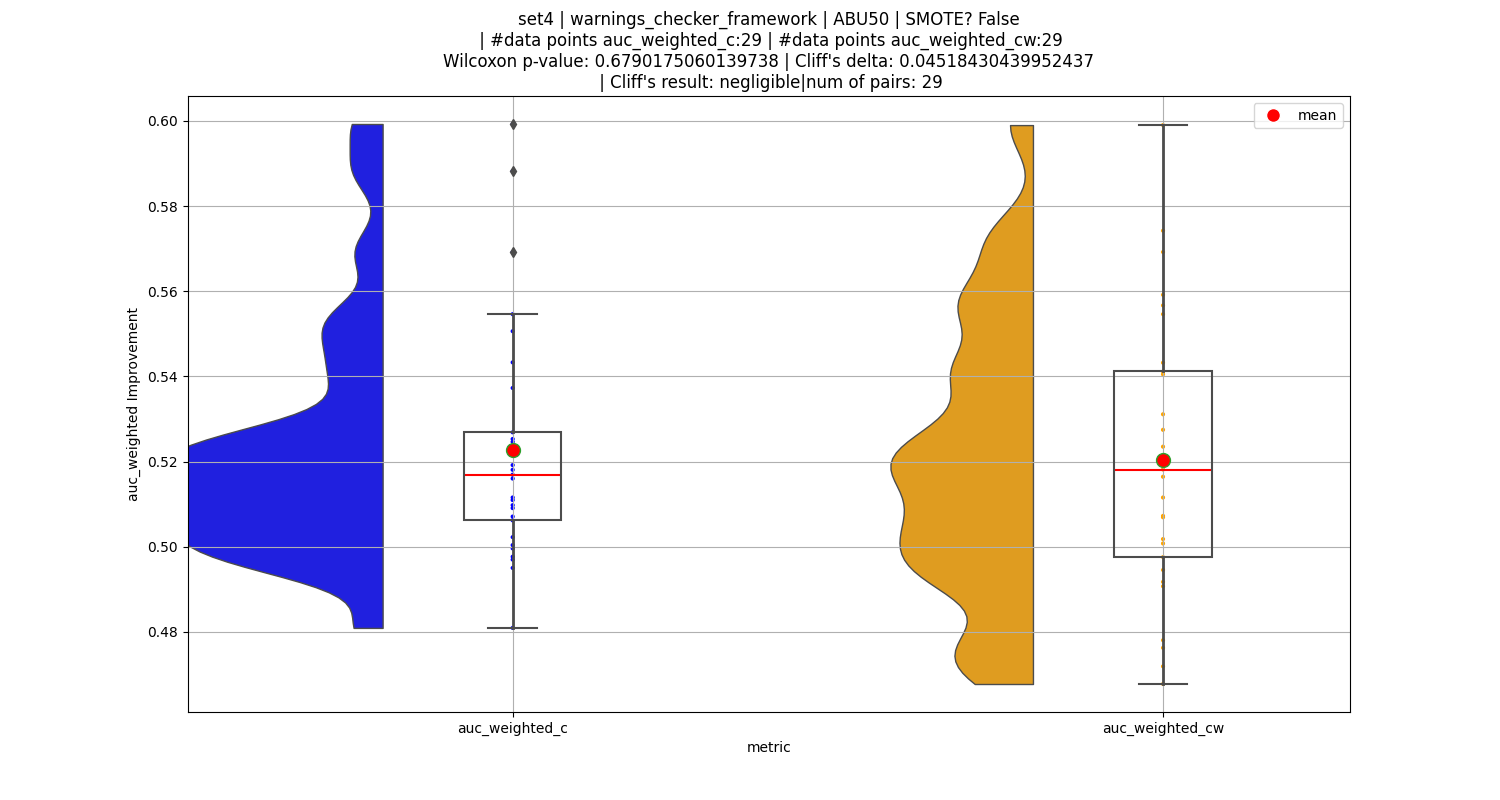 set4 | warnings_checker_framework | ABU50 | SMOTE? False
| #data points auc_weighted_c:29 | #data points auc_weighted_cw:29
Wilcoxon p-value: 0.6790175060139738 | Cliff's delta: 0.04518430439952437
| Cliff's result: negligible|num of pairs: 29
mean
0.60
0.58
0.56
0.54
0.52
0.50
0.48
auc_weighted Improvement
auc_weighted_c
auc_weighted_cw
metric